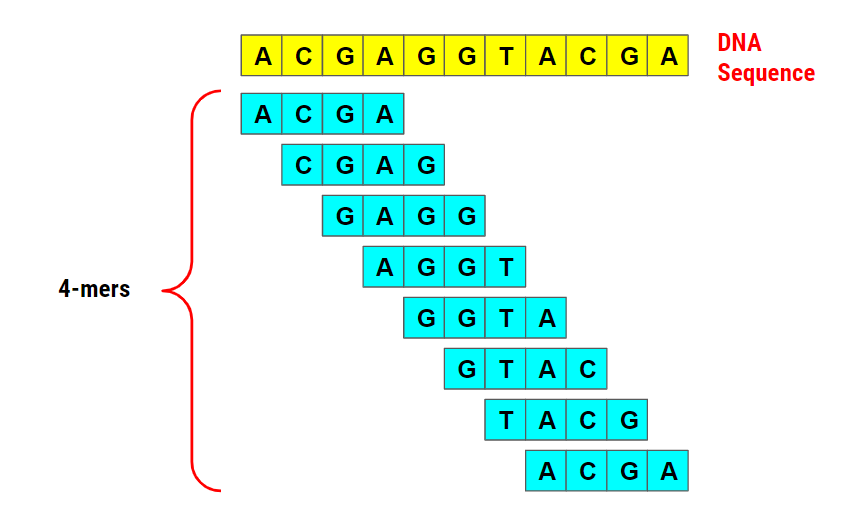 A C G A G G T A C G A
DNA
Sequence
A C G A
C G A G
G A G G
A G G T
G G T A
4-mers
G T A C
T A C G
A C G A